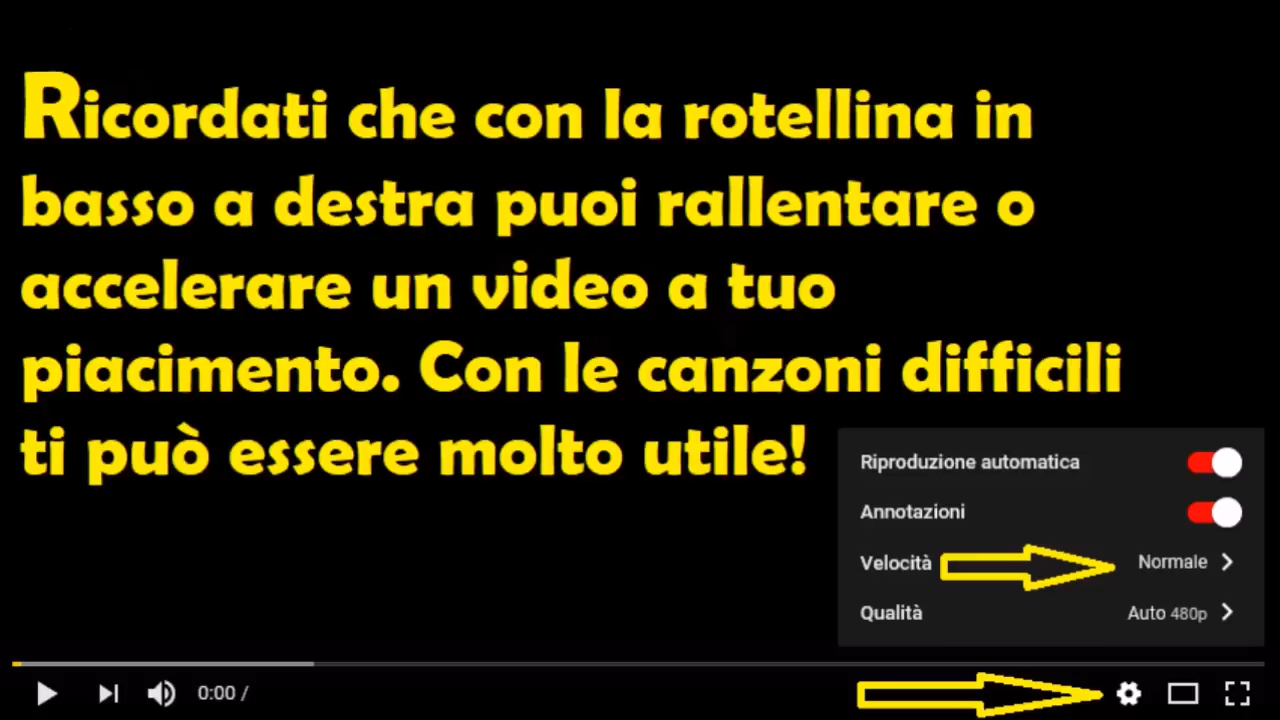 Ricordati che con la rotellina in
basso a destra puoi rallentare o
accelerare un video a tuo
piacimento. Con le canzoni difficili
ti può essere molto utile!
Riproduzione automatica
Annotazioni
Velocità Normale
Qualità Auto 480p
0:00 /